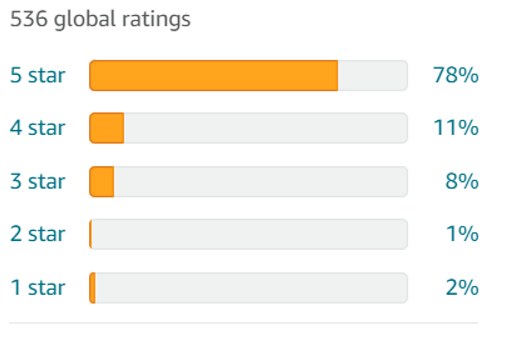 536 global ratings
5 star 78%
4 star 11%
3 star 8%
2 star 1%
1 star 2%